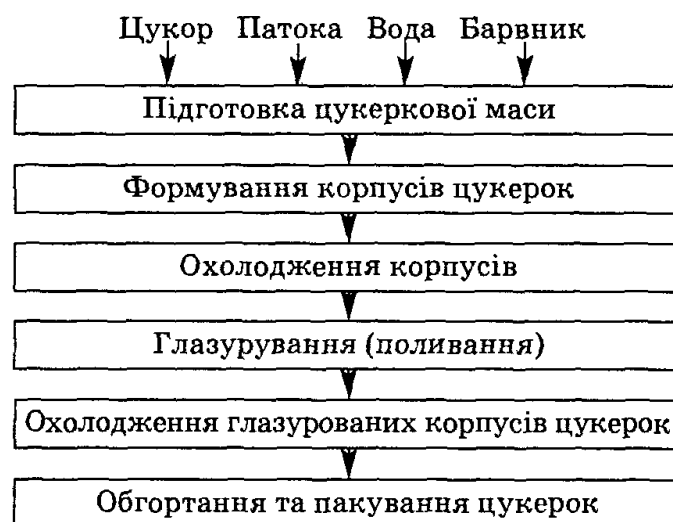 Цукор Патока Вода Барвник
Підготовка цукеркової маси
Формування корпусів цукерок
Охолодження корпусів
Глазурування (поливання)
Охолодження глазурованих корпусів цукерок
Обгортання та пакування цукерок